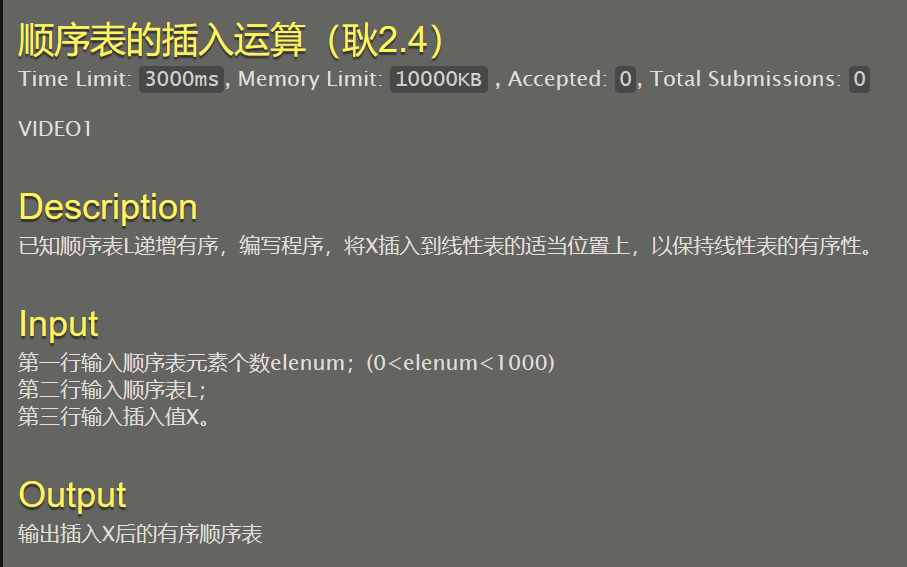 顺序表的插入运算（耿2.4）
Time Limit: 3000ms, Memory Limit: 10000KB , Accepted: 0, Total Submissions: 0
VIDEO1
Description
已知顺序表L递增有序，编写程序，将X插入到线性表的适当位置上，以保持线性表的有序性。
Input
第一行输入顺序表元素个数elenum；(0<elenum<1000)
第二行输入顺序表L；
第三行输入插入值X。
Output
输出插入X后的有序顺序表